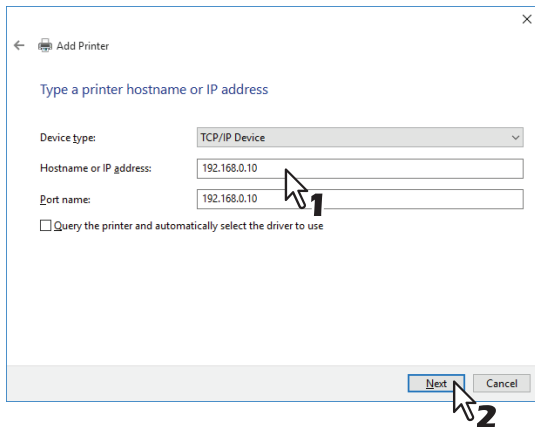 Add Printer
Type a printer hostname or IP address
Device type: TCP/IP Device
Hostname or IP address: 192.168.0.10
Port name: 192.168.0.10
Query the printer and automatically select the driver to use
1
Next Cancel
2